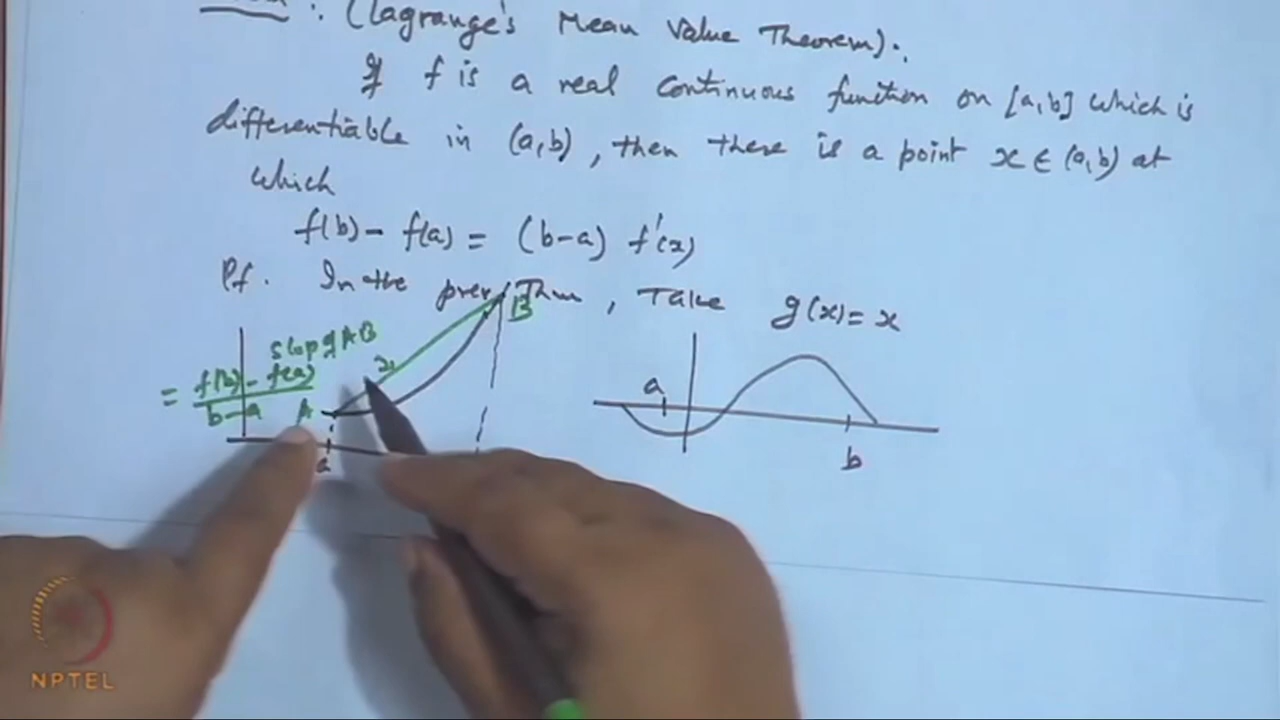 : (Lagrange's Mean Value Theorem).
If f is a real continuous function on [a,b] which is
differentiable in (a,b), then there is a point x ∈ (a,b) at
which
f(b) - f(a) = (b-a) f'(x)
Pf. In the prev Thm, Take g(x) = x
B
slop of AB
= f(b) - f(a)
b-a
A
a
a
b
NPTEL